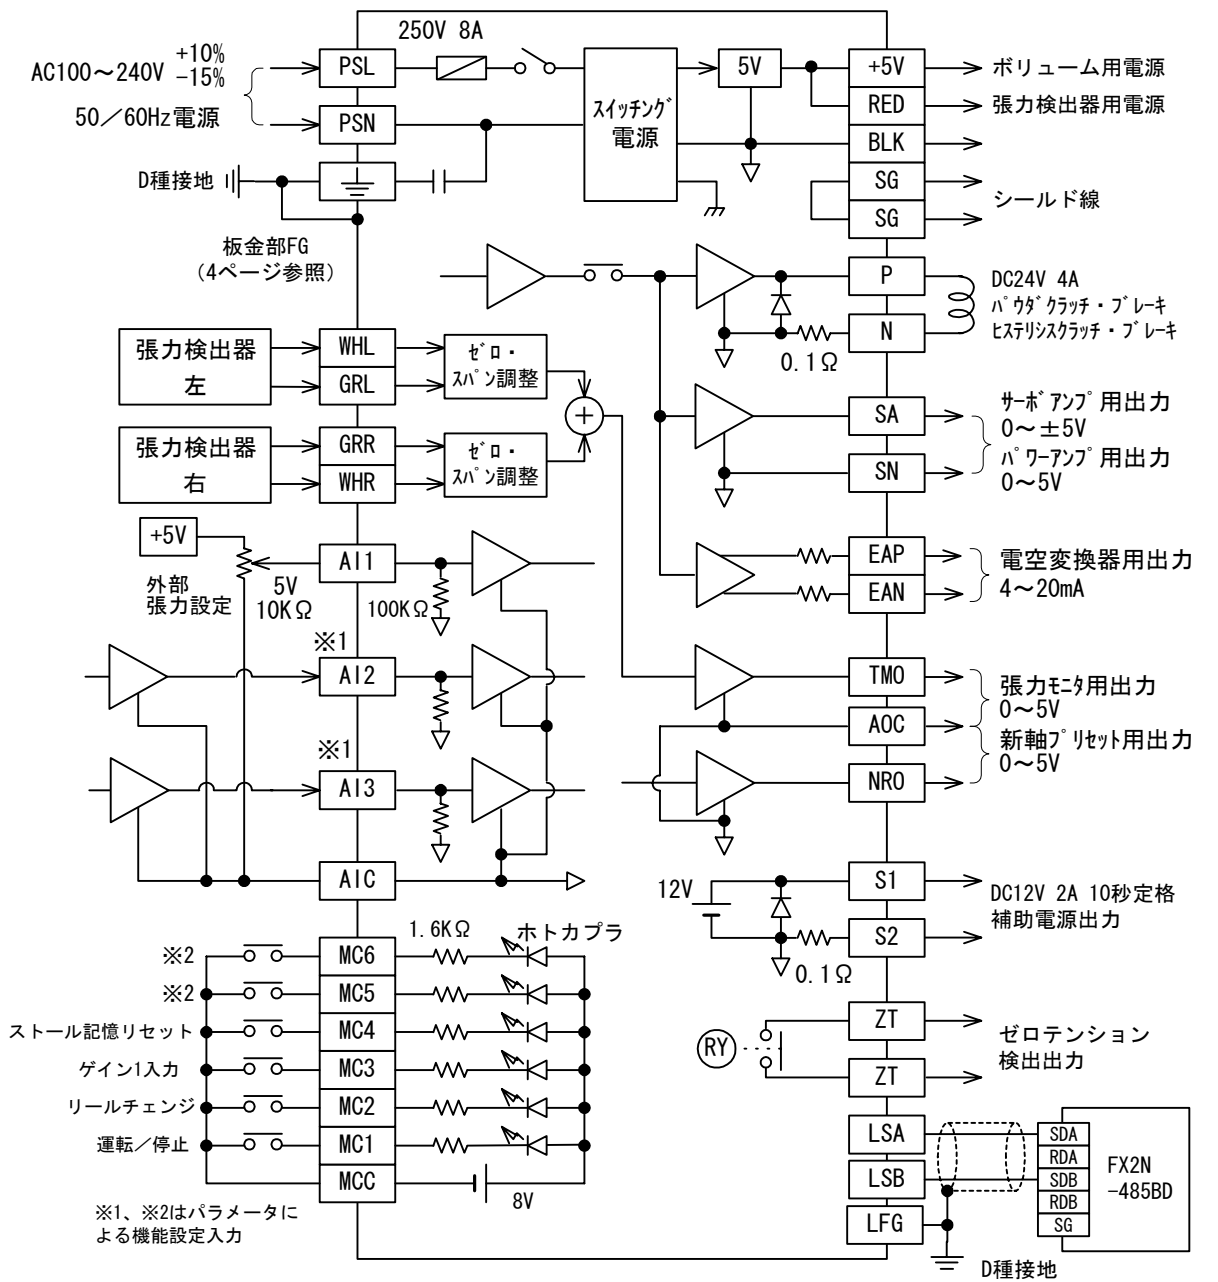 250V 8A
AC100～240V +10% -15%
50／60Hz電源
PSL
PSN
D種接地
板金部FG
（4ページ参照）
スイッチング
電源
5V
+5V
RED
BLK
SG
SG
ボリューム用電源
張力検出器用電源
シールド線
P
N
0.1Ω
DC24V 4A
パウダクラッチ・ブレーキ
ヒステリシスクラッチ・ブレーキ
張力検出器
左
WHL
GRL
ゼロ・
スパン調整
張力検出器
右
GRR
WHR
ゼロ・
スパン調整
SA
SN
サーボアンプ用出力
0～±5V
パワーアンプ用出力
0～5V
+5V
外部
張力設定
5V
10KΩ
AI1
100KΩ
EAP
EAN
電空変換器用出力
4～20mA
※1
AI2
※1
AI3
AIC
TMO
AOC
NRO
張力モニタ用出力
0～5V
新軸プリセット用出力
0～5V
12V
S1
S2
0.1Ω
DC12V 2A 10秒定格
補助電源出力
1.6KΩ
ホトカプラ
※2
MC6
※2
MC5
ストール記憶リセット
MC4
ゲイン1入力
MC3
リールチェンジ
MC2
運転／停止
MC1
MCC
8V
※1、※2はパラメータに
よる機能設定入力
RY
ZT
ZT
ゼロテンション
検出出力
LSA
LSB
LFG
SDA
RDA
SDB
RDB
SG
FX2N
-485BD
D種接地